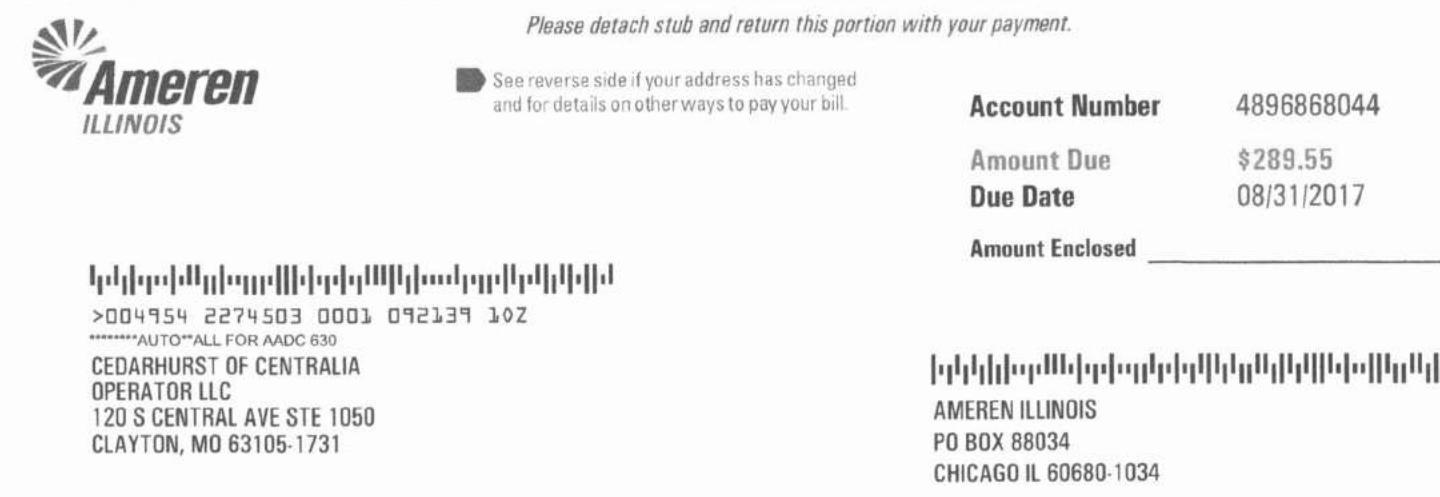 Please detach stub and return this portion with your payment.
Ameren
ILLINOIS
See reverse side if your address has changed
and for details on other ways to pay your bill.
Account Number 4896868044
Amount Due $289.55
Due Date 08/31/2017
Amount Enclosed
>004954 2274503 0001 092139 10Z
********AUTO**ALL FOR AADC 630
CEDARHURST OF CENTRALIA
OPERATOR LLC
120 S CENTRAL AVE STE 1050
CLAYTON, MO 63105-1731
AMEREN ILLINOIS
PO BOX 88034
CHICAGO IL 60680-1034